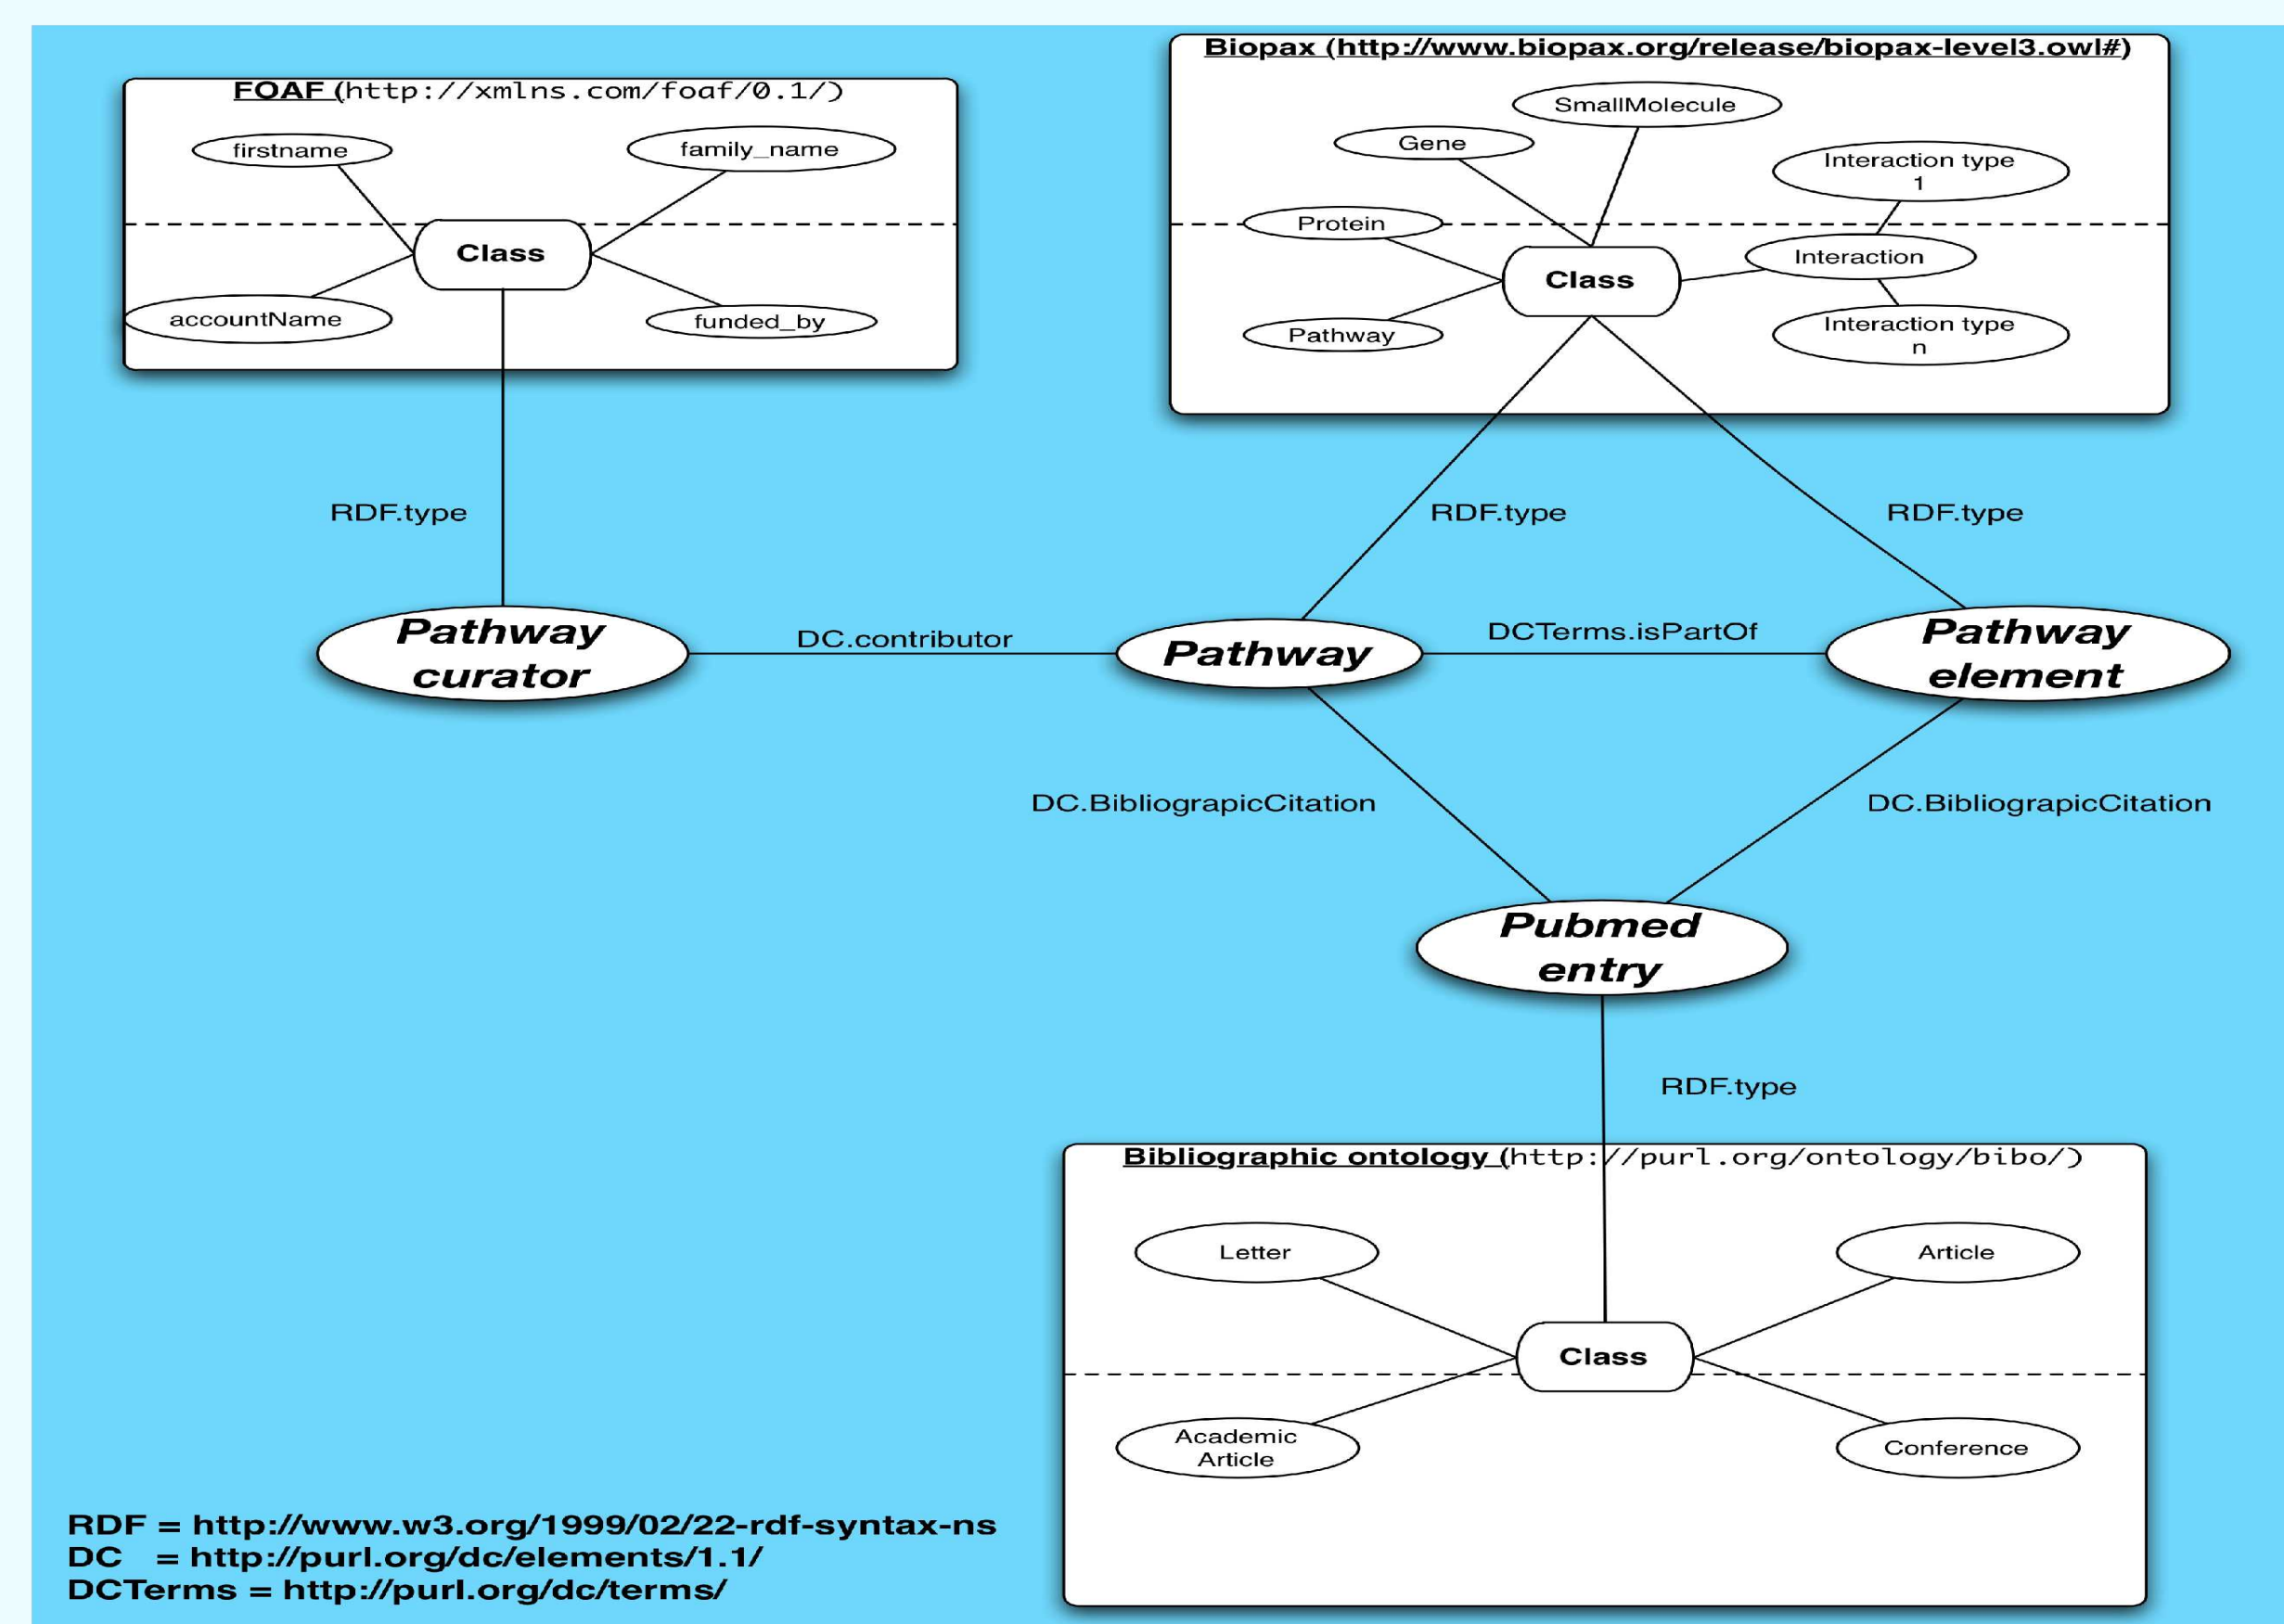 Biopax (http://www.biopax.org/release/biopax-level3.owl#)
FOAF (http://xmlns.com/foaf/0.1/)
SmallMolecule
Gene
firstname
family_name
Interaction type
1
Protein
Class
Interaction
Class
accountName
funded_by
Pathway
Interaction type
n
RDF.type
RDF.type
RDF.type
Pathway
curator
DC.contributor
Pathway
DCTerms.isPartOf
Pathway
element
DC.BibliograpicCitation
DC.BibliograpicCitation
Pubmed
entry
RDF.type
Bibliographic ontology (http://purl.org/ontology/bibo/)
Letter
Article
Class
Academic
Article
Conference
RDF = http://www.w3.org/1999/02/22-rdf-syntax-ns
DC = http://purl.org/dc/elements/1.1/
DCTerms = http://purl.org/dc/terms/